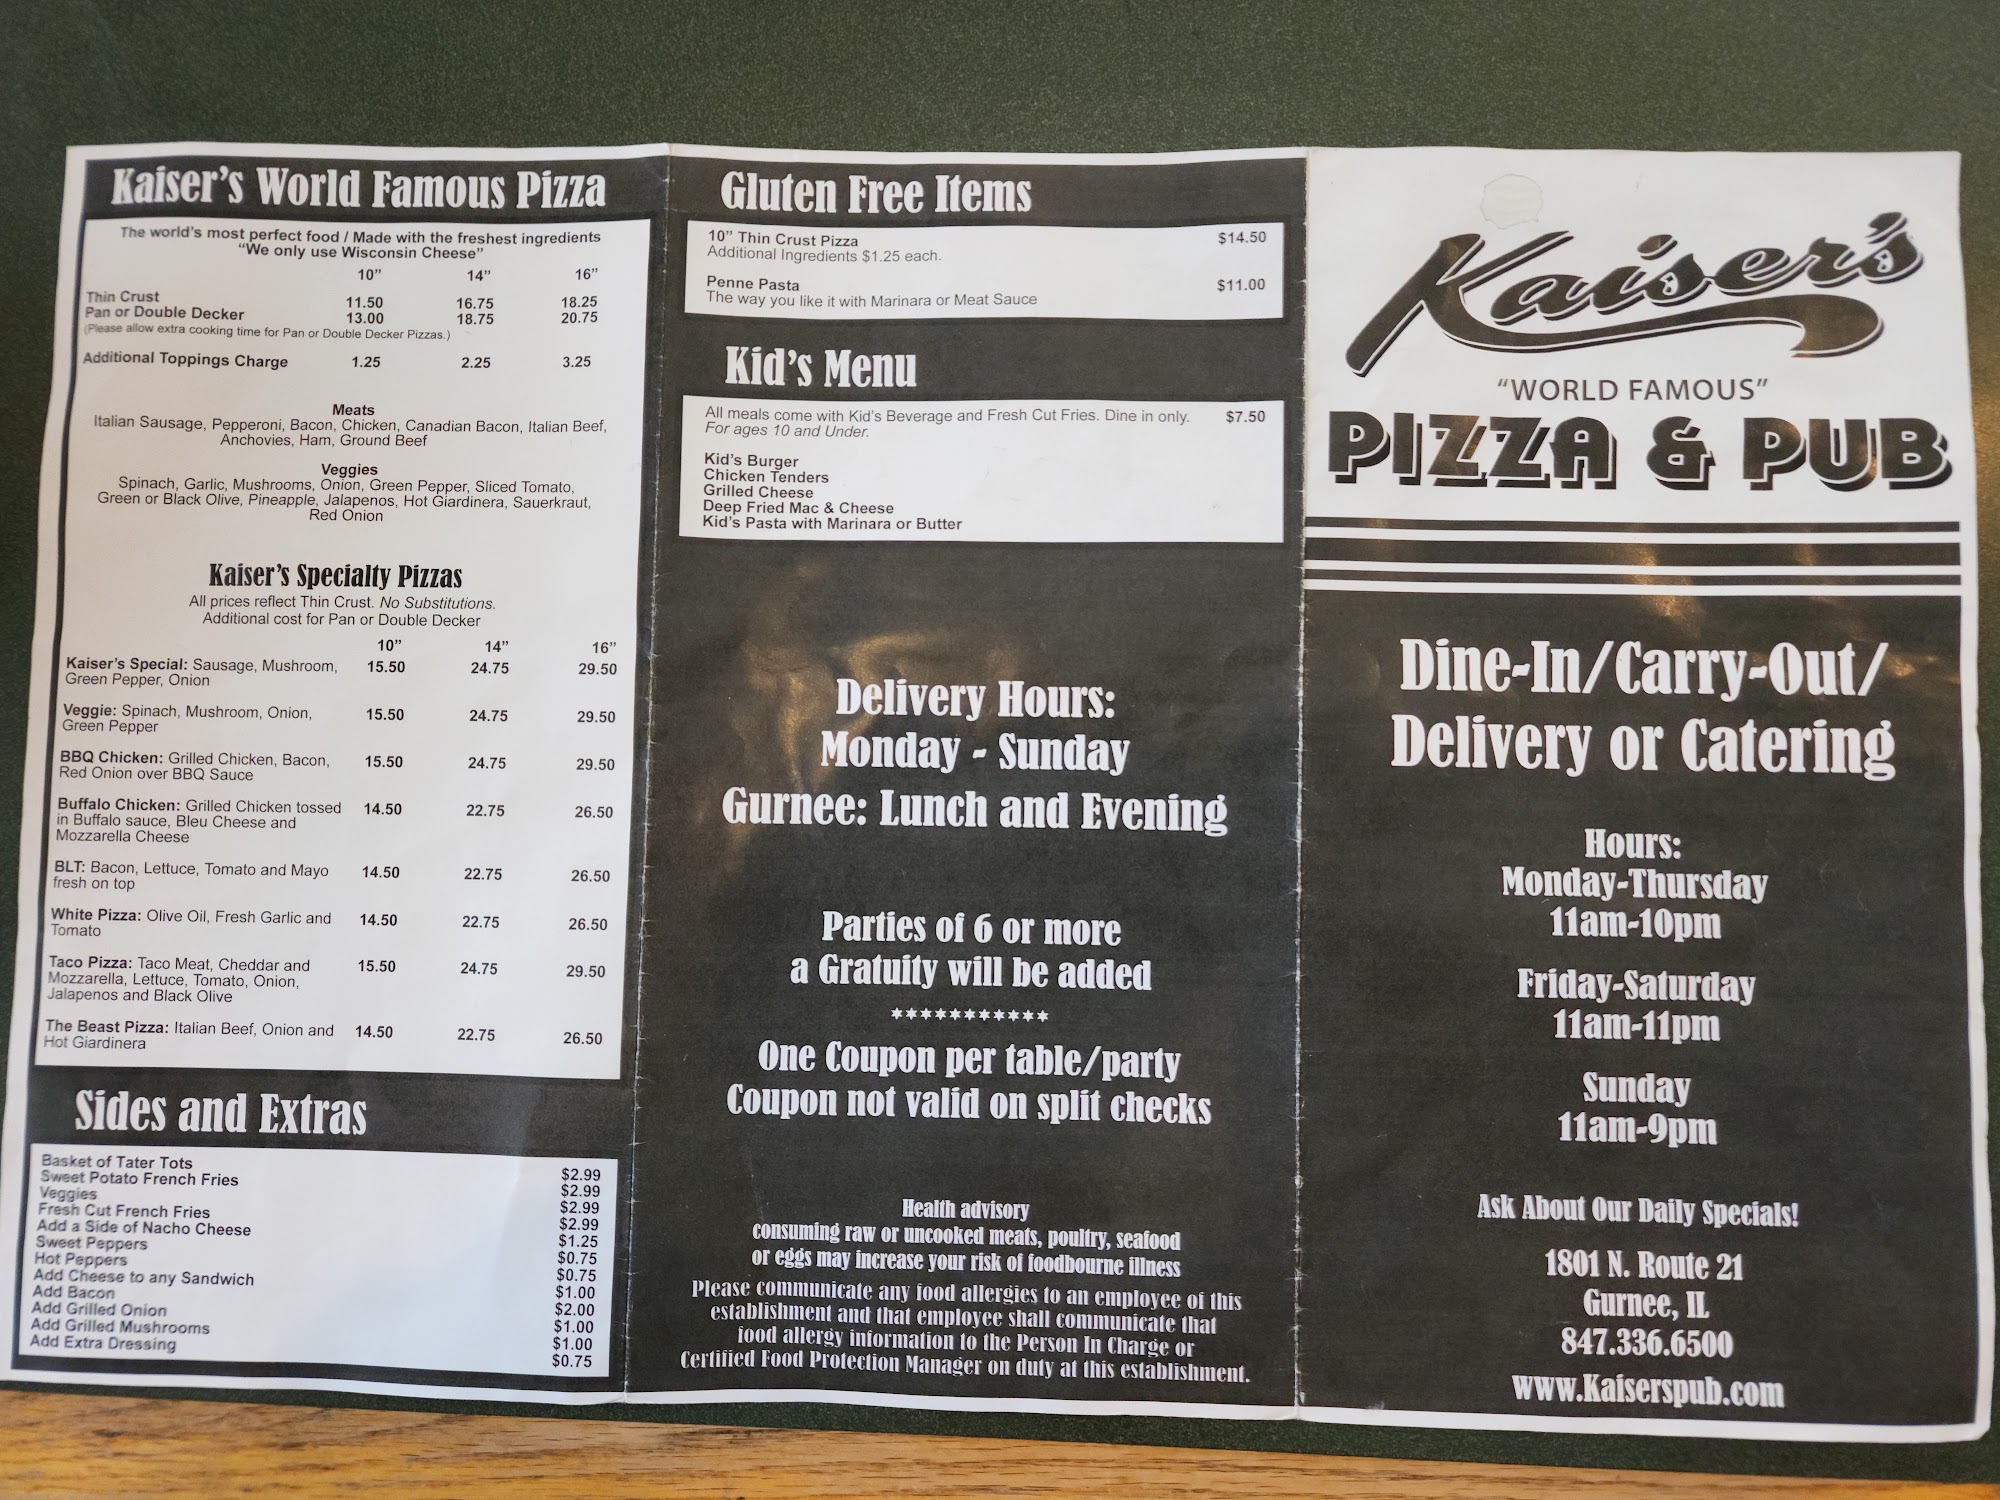 Kaiser's World Famous Pizza
The world's most perfect food / Made with the freshest ingredients
"We only use Wisconsin Cheese"
10" 14" 16"
Thin Crust 11.50 16.75 18.25
Pan or Double Decker 13.00 18.75 20.75
(Please allow extra cooking time for Pan or Double Decker Pizzas.)
Additional Toppings Charge 1.25 2.25 3.25
Meats
Italian Sausage, Pepperoni, Bacon, Chicken, Canadian Bacon, Italian Beef,
Anchovies, Ham, Ground Beef
Veggies
Spinach, Garlic, Mushrooms, Onion, Green Pepper, Sliced Tomato,
Green or Black Olive, Pineapple, Jalapenos, Hot Giardinera, Sauerkraut,
Red Onion
Kaiser's Specialty Pizzas
All prices reflect Thin Crust. No Substitutions.
Additional cost for Pan or Double Decker
10" 14" 16"
Kaiser's Special: Sausage, Mushroom, 15.50 24.75 29.50
Green Pepper, Onion
Veggie: Spinach, Mushroom, Onion, 15.50 24.75 29.50
Green Pepper
BBQ Chicken: Grilled Chicken, Bacon, 15.50 24.75 29.50
Red Onion over BBQ Sauce
Buffalo Chicken: Grilled Chicken tossed 14.50 22.75 26.50
in Buffalo sauce, Bleu Cheese and
Mozzarella Cheese
BLT: Bacon, Lettuce, Tomato and Mayo 14.50 22.75 26.50
fresh on top
White Pizza: Olive Oil, Fresh Garlic and 14.50 22.75 26.50
Tomato
Taco Pizza: Taco Meat, Cheddar and 15.50 24.75 29.50
Mozzarella, Lettuce, Tomato, Onion,
Jalapenos and Black Olive
The Beast Pizza: Italian Beef, Onion and 14.50 22.75 26.50
Hot Giardinera
Sides and Extras
Basket of Tater Tots $2.99
Sweet Potato French Fries $2.99
Veggies $2.99
Fresh Cut French Fries $2.99
Add a Side of Nacho Cheese $1.25
Sweet Peppers $0.75
Hot Peppers $0.75
Add Cheese to any Sandwich $1.00
Add Bacon $2.00
Add Grilled Onion $1.00
Add Grilled Mushrooms $1.00
Add Extra Dressing $0.75
Gluten Free Items
10" Thin Crust Pizza $14.50
Additional Ingredients $1.25 each.
Penne Pasta $11.00
The way you like it with Marinara or Meat Sauce
Kid's Menu
All meals come with Kid's Beverage and Fresh Cut Fries. Dine in only. $7.50
For ages 10 and Under.
Kid's Burger
Chicken Tenders
Grilled Cheese
Deep Fried Mac & Cheese
Kid's Pasta with Marinara or Butter
Delivery Hours:
Monday - Sunday
Gurnee: Lunch and Evening
Parties of 6 or more
a Gratuity will be added
***********
One Coupon per table/party
Coupon not valid on split checks
Health advisory
consuming raw or uncooked meats, poultry, seafood
or eggs may increase your risk of foodbourne illness
Please communicate any food allergies to an employee of this
establishment and that employee shall communicate that
food allergy information to the Person In Charge or
Certified Food Protection Manager on duty at this establishment.
Kaiser's
"WORLD FAMOUS"
PIZZA & PUB
Dine-In/Carry-Out/
Delivery or Catering
Hours:
Monday-Thursday
11am-10pm
Friday-Saturday
11am-11pm
Sunday
11am-9pm
Ask About Our Daily Specials!
1801 N. Route 21
Gurnee, IL
847.336.6500
www.Kaiserspub.com